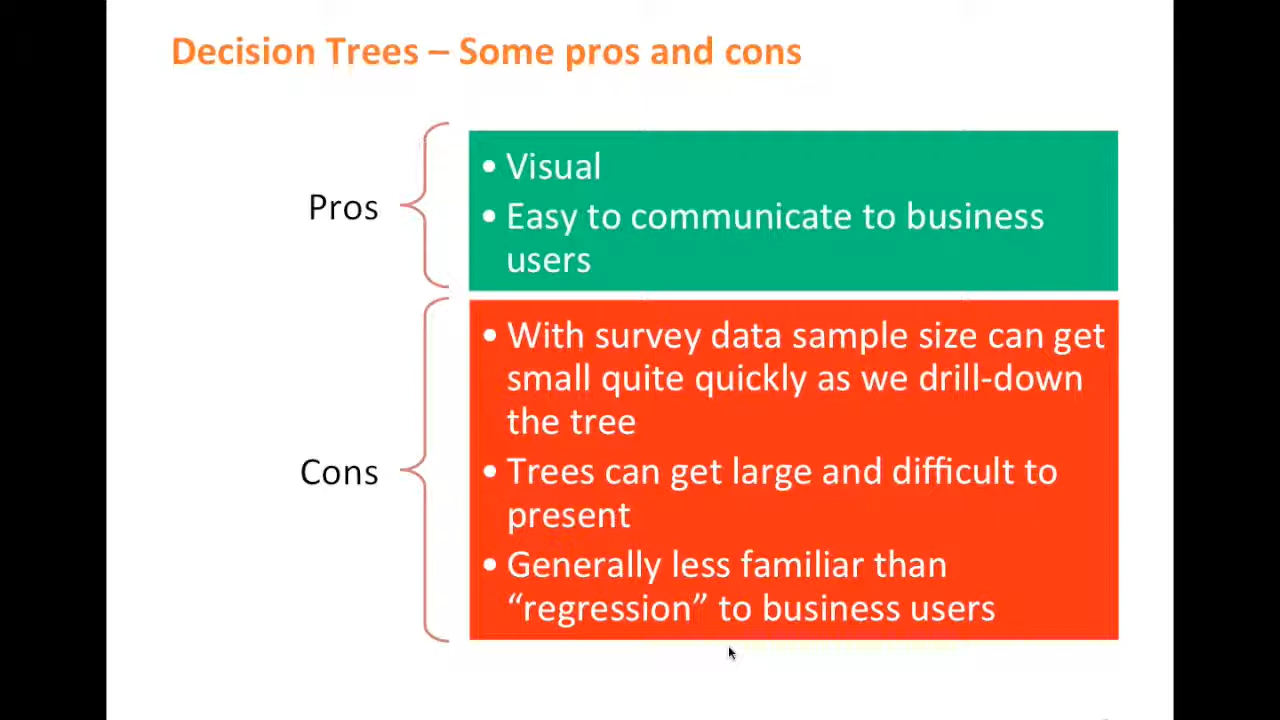 Decision Trees – Some pros and cons
Pros
• Visual
• Easy to communicate to business
users
Cons
• With survey data sample size can get
small quite quickly as we drill-down
the tree
• Trees can get large and difficult to
present
• Generally less familiar than
“regression” to business users